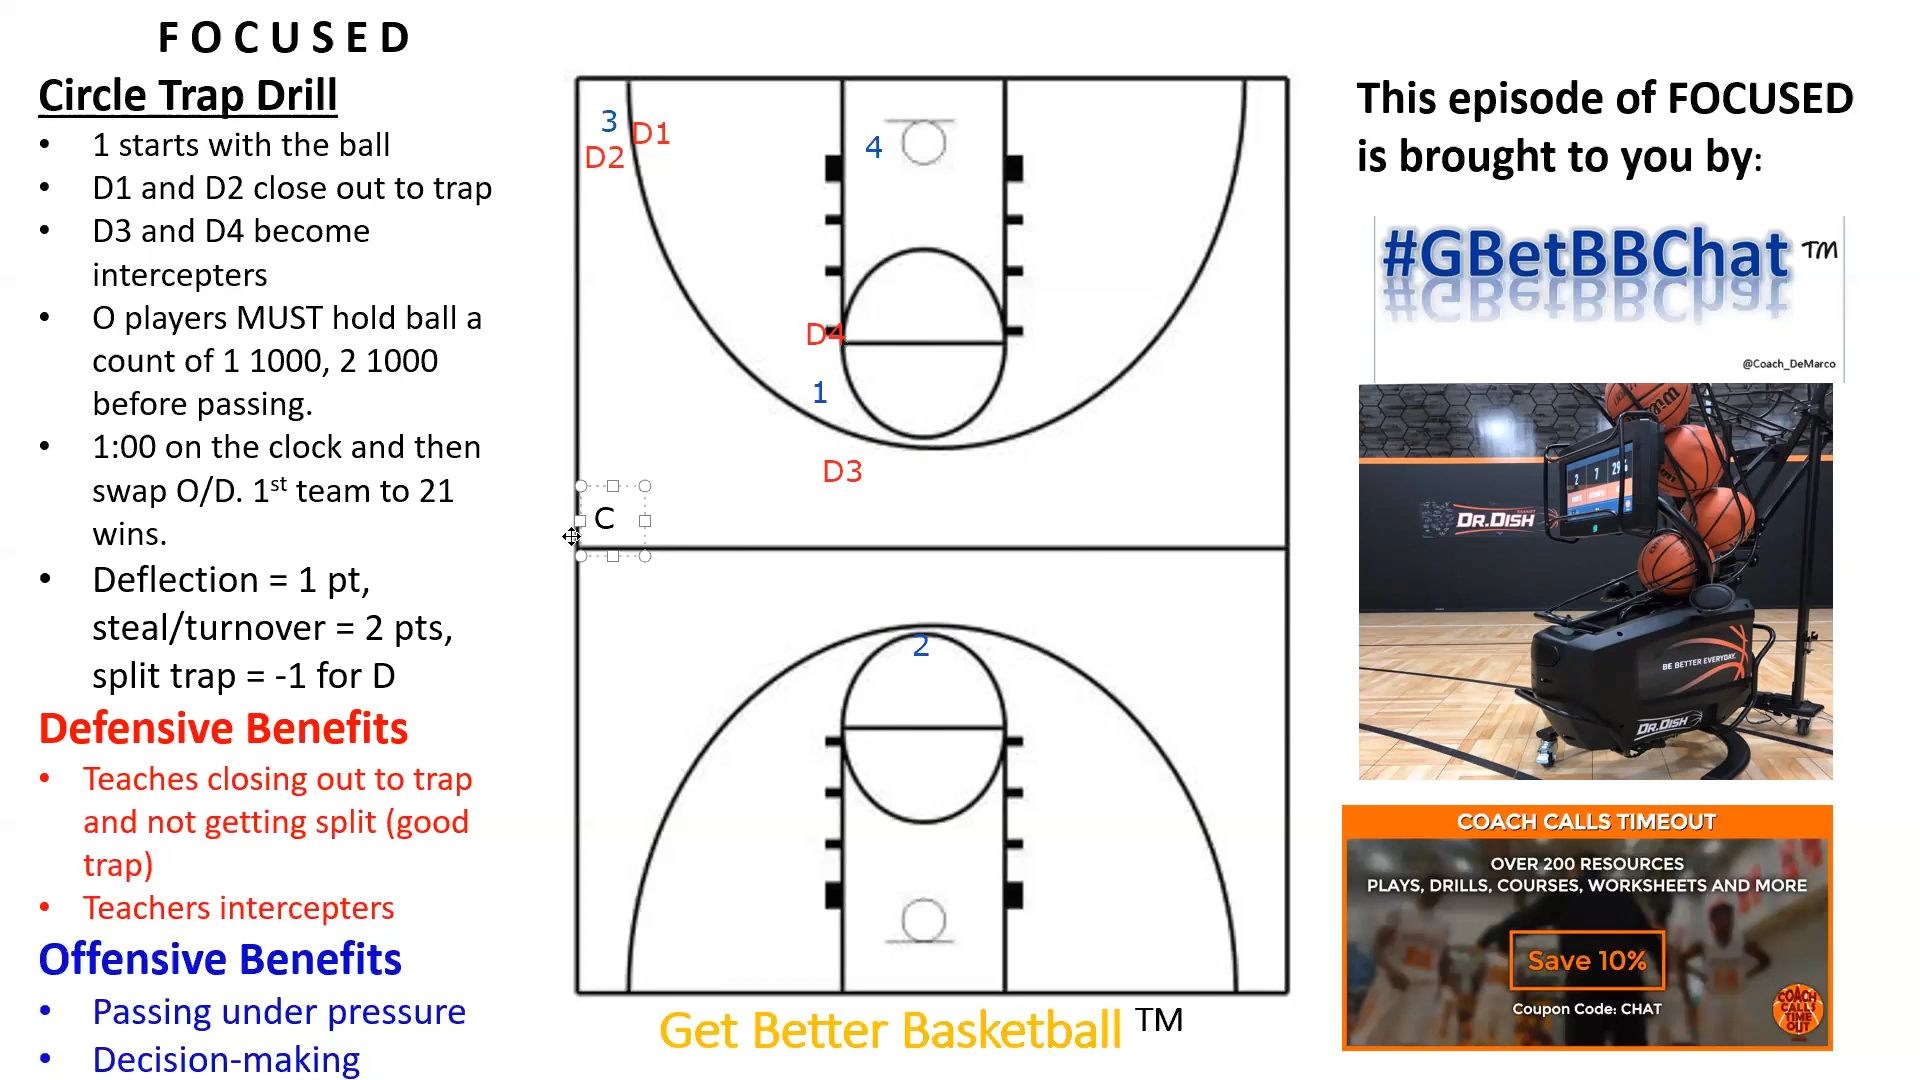 F O C U S E D
Circle Trap Drill
• 1 starts with the ball
• D1 and D2 close out to trap
• D3 and D4 become
intercepters
• O players MUST hold ball a
count of 1 1000, 2 1000
before passing.
• 1:00 on the clock and then
swap O/D. 1st team to 21
wins.
• Deflection = 1 pt,
steal/turnover = 2 pts,
split trap = -1 for D
Defensive Benefits
• Teaches closing out to trap
and not getting split (good
trap)
• Teachers intercepters
Offensive Benefits
• Passing under pressure
• Decision-making
3
D1
D2
4
D4
1
D3
C
2
Get Better Basketball TM
This episode of FOCUSED
is brought to you by:
#GBetBBChat TM
@Coach_DeMarco
DR.DISH
BE BETTER EVERYDAY.
DR.DISH
COACH CALLS TIMEOUT
OVER 200 RESOURCES
PLAYS, DRILLS, COURSES, WORKSHEETS AND MORE
Save 10%
Coupon Code: CHAT
COACH
CALLS
TIME
OUT